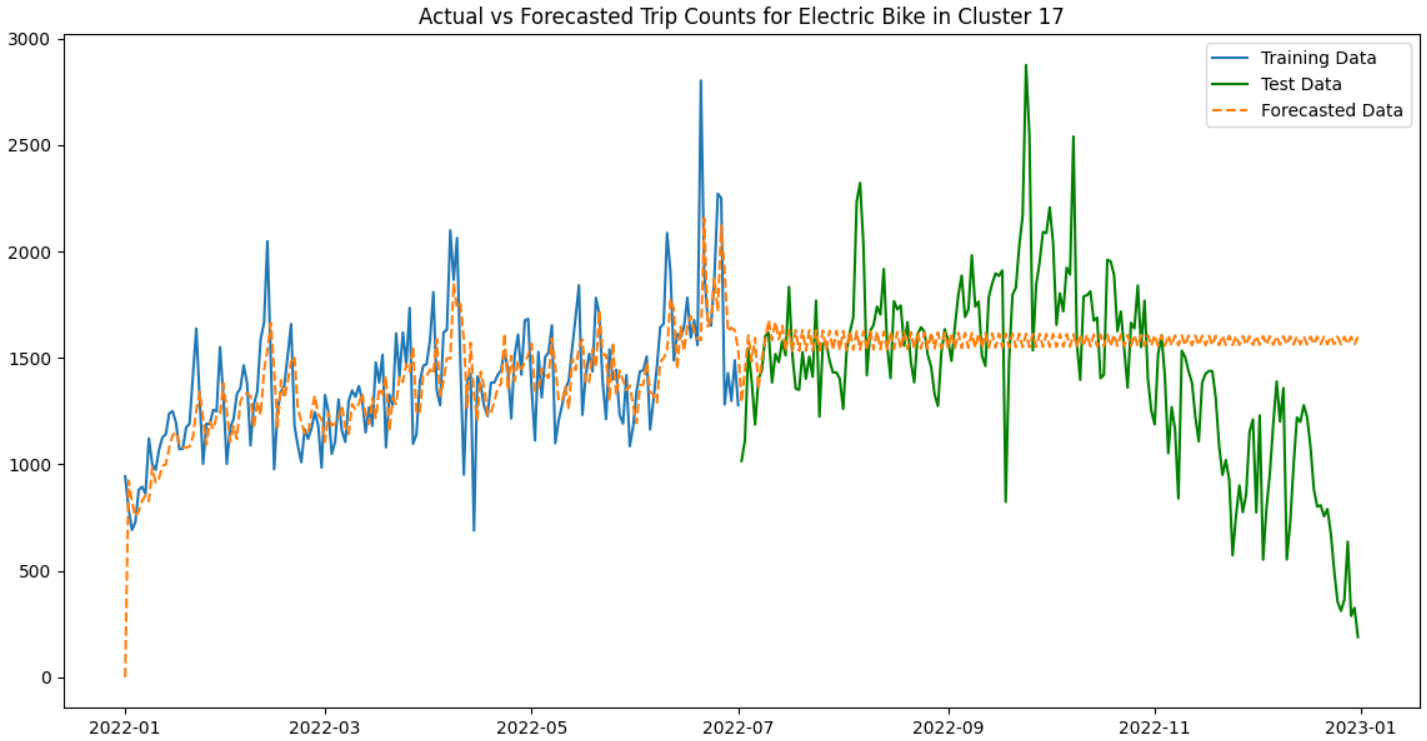 Actual vs Forecasted Trip Counts for Electric Bike in Cluster 17
Training Data
Test Data
Forecasted Data
3000
2500
2000
1500
1000
500
0
2022-01 2022-03 2022-05 2022-07 2022-09 2022-11 2023-01